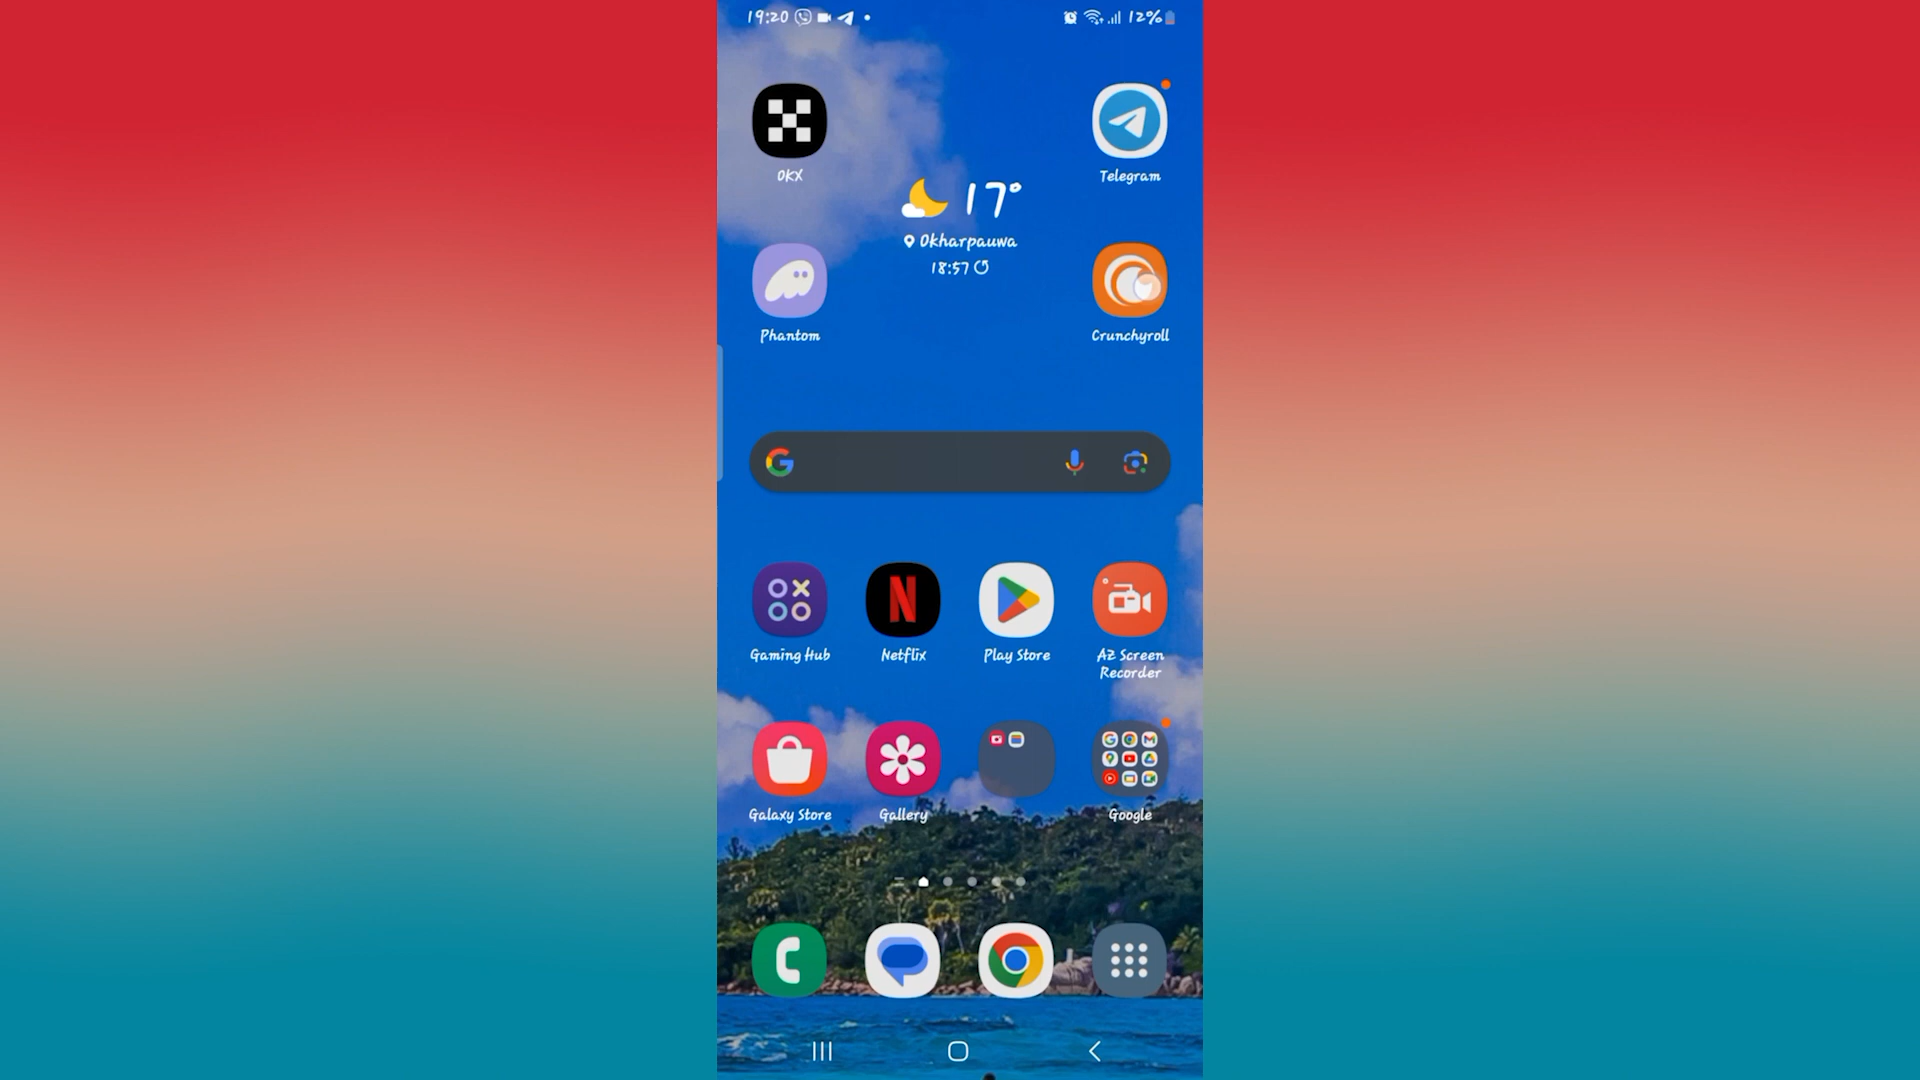 19:20
12%
OKX
Telegram
17°
Okharpauwa
18:57
Phantom
Crunchyroll
Gaming Hub
Netflix
Play Store
AZ Screen
Recorder
Galaxy Store
Gallery
Google